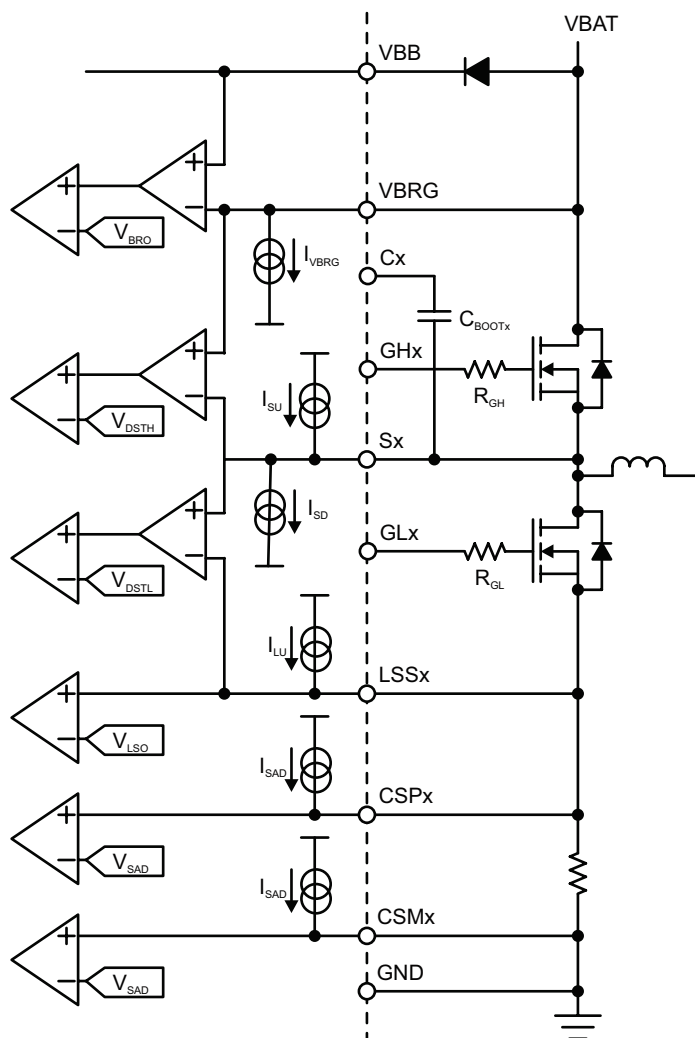 VBAT
VBB
VBRG
V_BRO
I_VBRG
Cx
C_BOOTx
GHx
R_GH
V_DSTH
I_SU
Sx
I_SD
GLx
R_GL
V_DSTL
I_LU
LSSx
V_LSO
I_SAD
CSPx
V_SAD
I_SAD
CSMx
GND
V_SAD